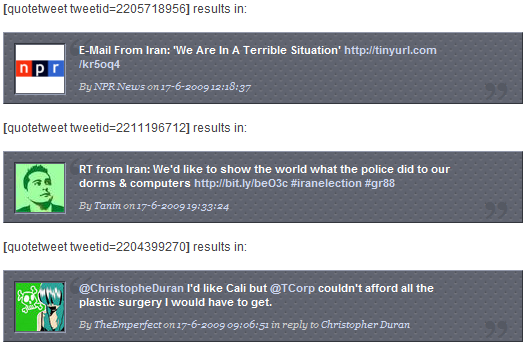 [quotetweet tweetid=2205718956] results in:
npr
E-Mail From Iran: 'We Are In A Terrible Situation' http://tinyurl.com
/kr5oq4
By NPR News on 17-6-2009 12:18:37
[quotetweet tweetid=2211196712] results in:
RT from Iran: We'd like to show the world what the police did to our
dorms & computers http://bit.ly/beO3c #iranelection #gr88
By Tanin on 17-6-2009 19:33:24
[quotetweet tweetid=2204399270] results in:
@ChristopheDuran I'd like Cali but @TCorp couldn't afford all the
plastic surgery I would have to get.
By TheEmperfect on 17-6-2009 09:06:51 in reply to Christopher Duran